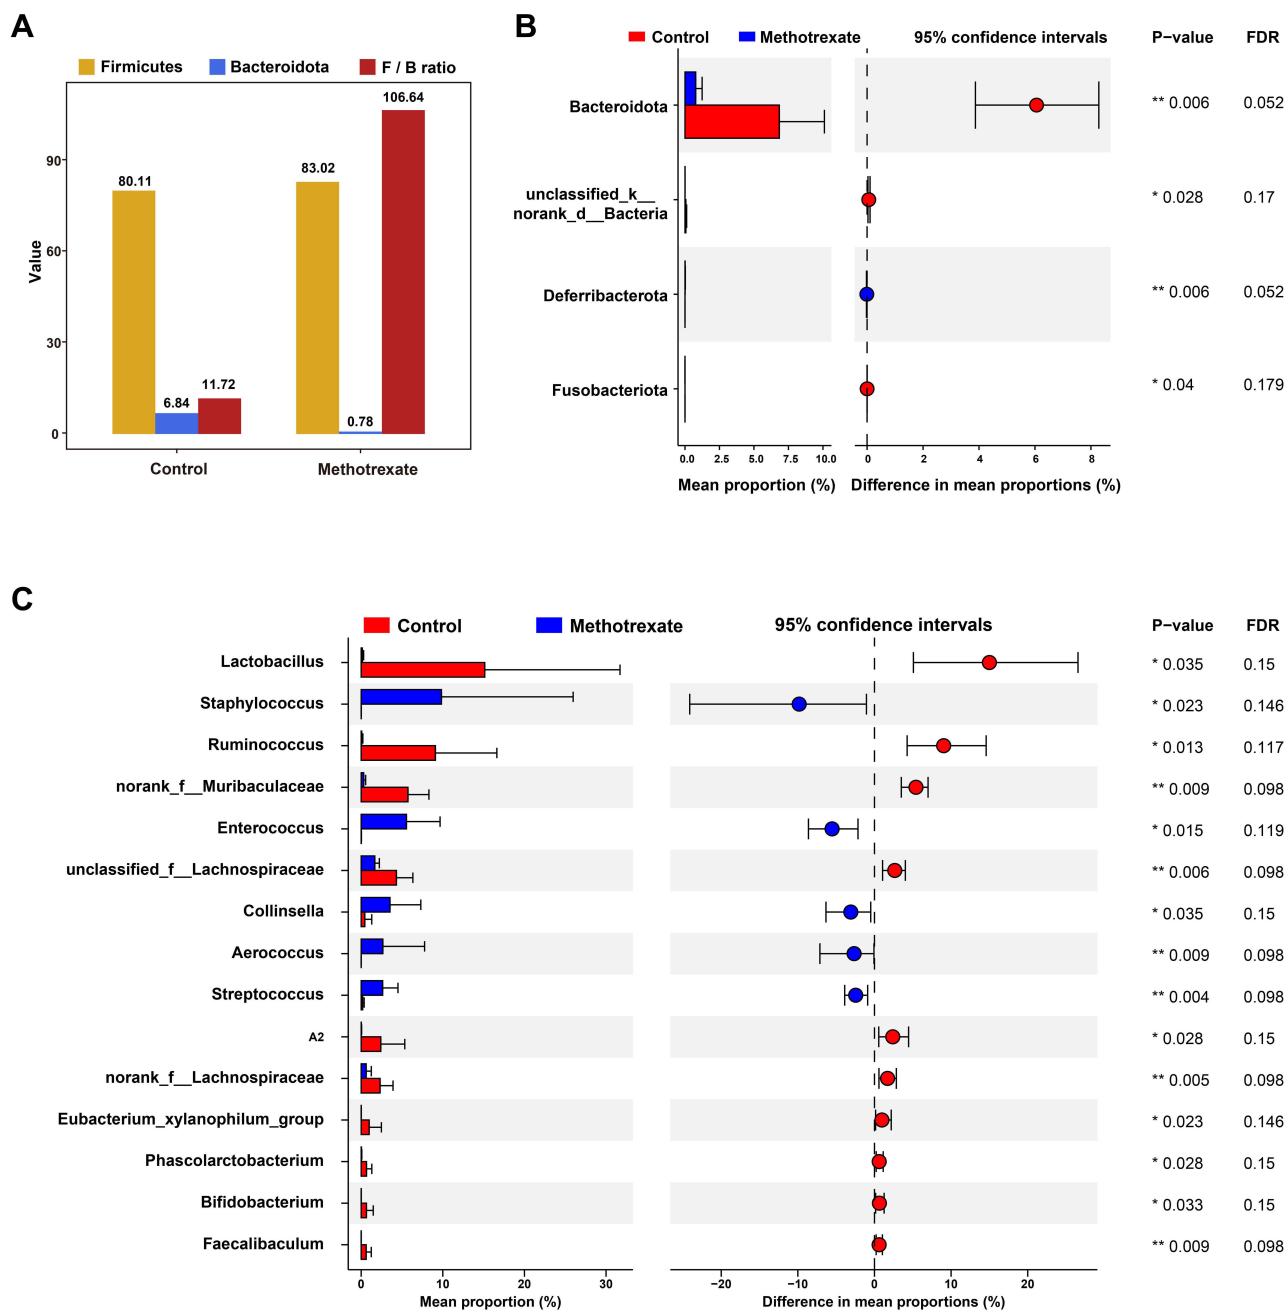 A
Firmicutes Bacteroidota F / B ratio
106.64
80.11
83.02
6.84
11.72
0.78
Value
90
60
30
0
Control Methotrexate
B
Control Methotrexate 95% confidence intervals P−value FDR
Bacteroidota ** 0.006 0.052
unclassified_k__
norank_d__Bacteria * 0.028 0.17
Deferribacterota ** 0.006 0.052
Fusobacteriota * 0.04 0.179
0.0 2.5 5.0 7.5 10.0 0 2 4 6 8
Mean proportion (%) Difference in mean proportions (%)
C
Control Methotrexate 95% confidence intervals P−value FDR
Lactobacillus * 0.035 0.15
Staphylococcus * 0.023 0.146
Ruminococcus * 0.013 0.117
norank_f__Muribaculaceae ** 0.009 0.098
Enterococcus * 0.015 0.119
unclassified_f__Lachnospiraceae ** 0.006 0.098
Collinsella * 0.035 0.15
Aerococcus ** 0.009 0.098
Streptococcus ** 0.004 0.098
A2 * 0.028 0.15
norank_f__Lachnospiraceae ** 0.005 0.098
Eubacterium_xylanophilum_group * 0.023 0.146
Phascolarctobacterium * 0.028 0.15
Bifidobacterium * 0.033 0.15
Faecalibaculum ** 0.009 0.098
0 10 20 30 −20 −10 0 10 20
Mean proportion (%) Difference in mean proportions (%)